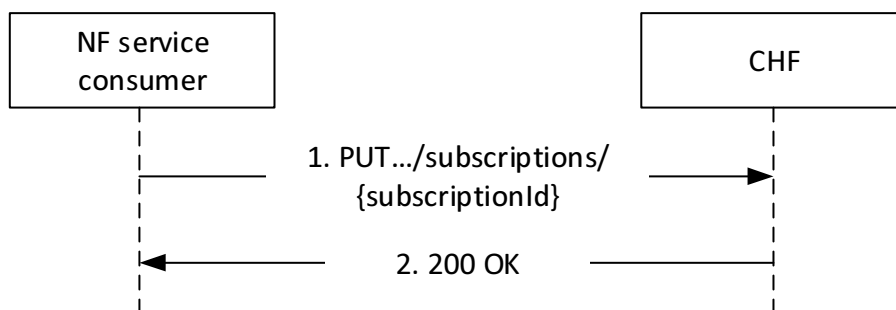 NF service
consumer
CHF
1. PUT…/subscriptions/
{subscriptionId}
2. 200 OK